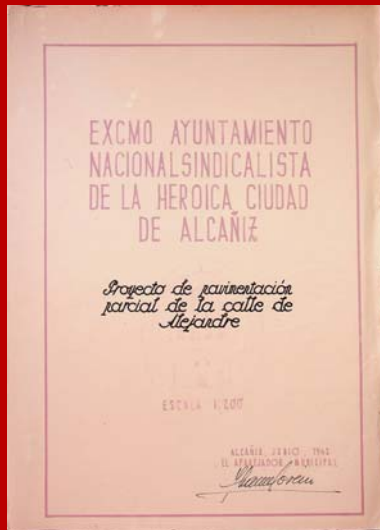 EXCMO AYUNTAMIENTO
NACIONALSINDICALISTA
DE LA HEROICA CIUDAD
DE ALCAÑIZ
Proyecto de pavimentación
parcial de la calle de
Alejandre
ESCALA 1:200
ALCAÑIZ, JUNIO, 1942
EL APAREJADOR MUNICIPAL